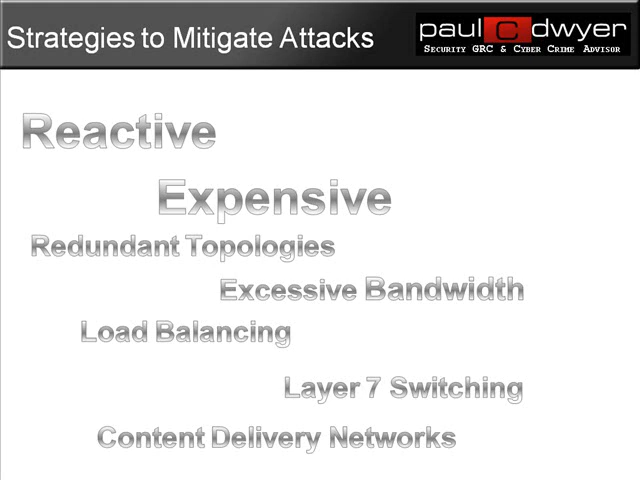 Strategies to Mitigate Attacks
paul C dwyer
Security GRC & Cyber Crime Advisor
Reactive
Expensive
Redundant Topologies
Excessive Bandwidth
Load Balancing
Layer 7 Switching
Content Delivery Networks